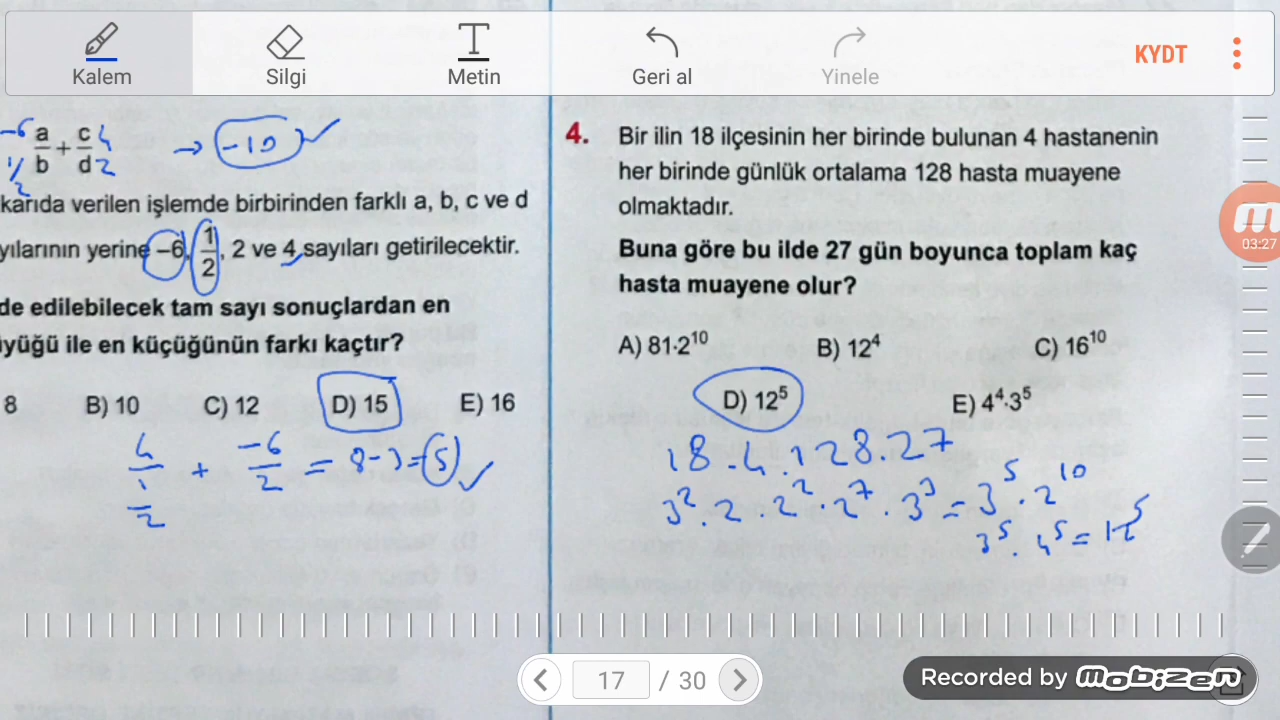 Kalem
Silgi
Metin
Geri al
Yinele
KYDT
-6 a/b + c/d 4
1/2 2
→ -10 ✓
karıda verilen işlemde birbirinden farklı a, b, c ve d
yılarının yerine -6, 1/2, 2 ve 4 sayıları getirilecektir.
de edilebilecek tam sayı sonuçlardan en
üyüğü ile en küçüğünün farkı kaçtır?
8 B) 10 C) 12 D) 15 E) 16
4/(1/2) + -6/2 = 8-3 = 5 ✓
4. Bir ilin 18 ilçesinin her birinde bulunan 4 hastanenin
her birinde günlük ortalama 128 hasta muayene
olmaktadır.
Buna göre bu ilde 27 gün boyunca toplam kaç
hasta muayene olur?
A) 81·2¹⁰ B) 12⁴ C) 16¹⁰
D) 12⁵ E) 4⁴·3⁵
18.4.128.27
3².2.2².2⁷.3³ = 3⁵.2¹⁰
3⁵.4⁵ = 12⁵
03:27
17 / 30
Recorded by MOBIZEN